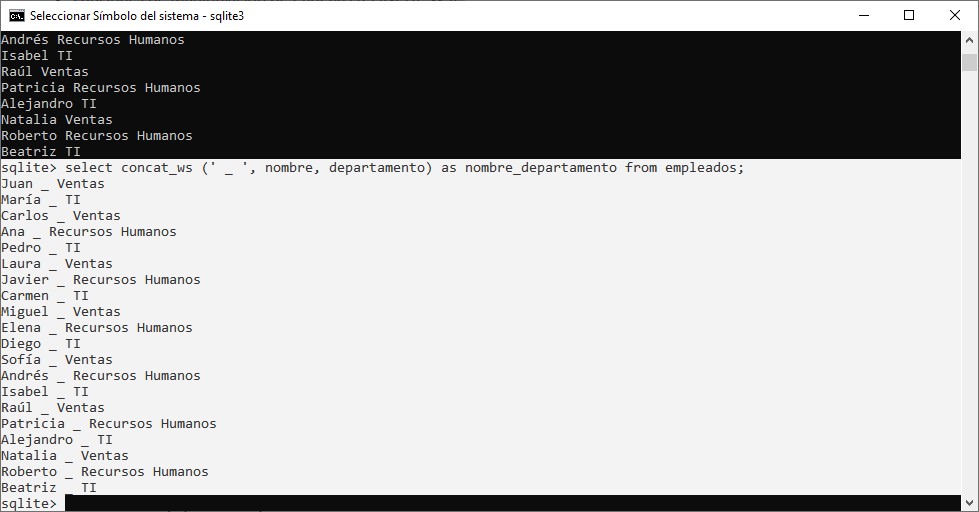 Seleccionar Símbolo del sistema - sqlite3
Andrés Recursos Humanos
Isabel TI
Raúl Ventas
Patricia Recursos Humanos
Alejandro TI
Natalia Ventas
Roberto Recursos Humanos
Beatriz TI
sqlite> select concat_ws (' _ ', nombre, departamento) as nombre_departamento from empleados;
Juan _ Ventas
María _ TI
Carlos _ Ventas
Ana _ Recursos Humanos
Pedro _ TI
Laura _ Ventas
Javier _ Recursos Humanos
Carmen _ TI
Miguel _ Ventas
Elena _ Recursos Humanos
Diego _ TI
Sofía _ Ventas
Andrés _ Recursos Humanos
Isabel _ TI
Raúl _ Ventas
Patricia _ Recursos Humanos
Alejandro _ TI
Natalia _ Ventas
Roberto _ Recursos Humanos
Beatriz _ TI
sqlite>